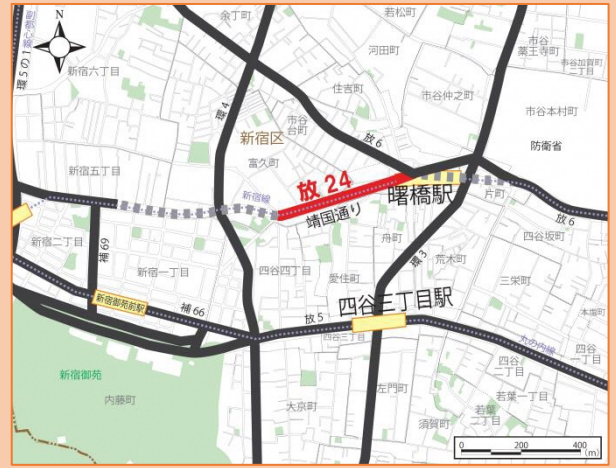 N
副都心線
環5の1
余丁町
若松町
河田町
市谷
薬王寺町
市谷加賀町
二丁目
新宿六丁目
環4
住吉町
市谷仲之町
市谷本村町
市谷
台町
新宿区
放6
防衛省
富久町
新宿五丁目
新宿線
放24
靖国通り
曙橋駅
片町
放6
新宿二丁目
補69
新宿一丁目
四谷四丁目
愛住町
舟町
環3
荒木町
四谷坂町
三栄町
本塩町
新宿御苑前駅
補66
四谷三丁目駅
放5
四谷三丁目
丸の内線
四谷
二丁目
四谷
一丁目
新宿御苑
内藤町
大京町
左門町
須賀町
若葉
二丁目
若葉一丁目
0 200 400
(m)